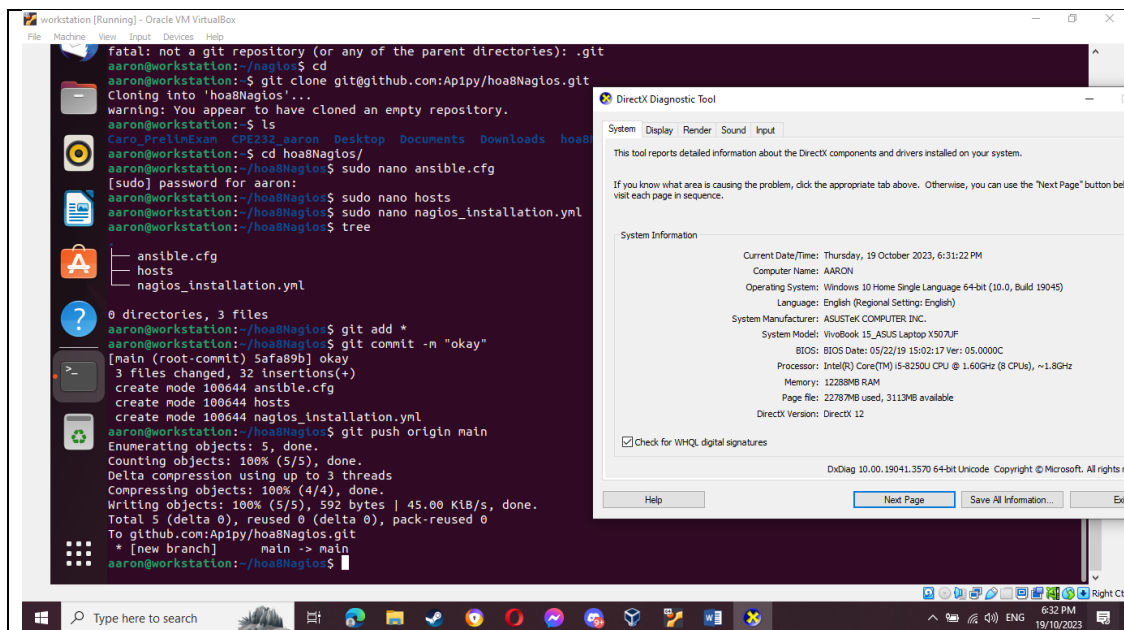 workstation [Running] - Oracle VM VirtualBox
File Machine View Input Devices Help
fatal: not a git repository (or any of the parent directories): .git
aaron@workstation:~/nagios$ cd
aaron@workstation:~$ git clone git@github.com:Ap1py/hoa8Nagios.git
Cloning into 'hoa8Nagios'...
warning: You appear to have cloned an empty repository.
aaron@workstation:~$ ls
Caro_PrelimExam CPE232_aaron Desktop Documents Downloads hoa8
aaron@workstation:~$ cd hoa8Nagios/
aaron@workstation:~/hoa8Nagios$ sudo nano ansible.cfg
[sudo] password for aaron:
aaron@workstation:~/hoa8Nagios$ sudo nano hosts
aaron@workstation:~/hoa8Nagios$ sudo nano nagios_installation.yml
aaron@workstation:~/hoa8Nagios$ tree
.
├── ansible.cfg
├── hosts
└── nagios_installation.yml
0 directories, 3 files
aaron@workstation:~/hoa8Nagios$ git add *
aaron@workstation:~/hoa8Nagios$ git commit -m "okay"
[main (root-commit) 5afa89b] okay
3 files changed, 32 insertions(+)
create mode 100644 ansible.cfg
create mode 100644 hosts
create mode 100644 nagios_installation.yml
aaron@workstation:~/hoa8Nagios$ git push origin main
Enumerating objects: 5, done.
Counting objects: 100% (5/5), done.
Delta compression using up to 3 threads
Compressing objects: 100% (4/4), done.
Writing objects: 100% (5/5), 592 bytes | 45.00 KiB/s, done.
Total 5 (delta 0), reused 0 (delta 0), pack-reused 0
To github.com:Ap1py/hoa8Nagios.git
* [new branch] main -> main
aaron@workstation:~/hoa8Nagios$
DirectX Diagnostic Tool
System Display Render Sound Input
This tool reports detailed information about the DirectX components and drivers installed on your system.
If you know what area is causing the problem, click the appropriate tab above. Otherwise, you can use the "Next Page" button
visit each page in sequence.
System Information
Current Date/Time: Thursday, 19 October 2023, 6:31:22 PM
Computer Name: AARON
Operating System: Windows 10 Home Single Language 64-bit (10.0, Build 19045)
Language: English (Regional Setting: English)
System Manufacturer: ASUSTeK COMPUTER INC.
System Model: VivoBook 15_ASUS Laptop X507UF
BIOS: BIOS Date: 05/22/19 15:02:17 Ver: 05.0000C
Processor: Intel(R) Core(TM) i5-8250U CPU @ 1.60GHz (8 CPUs), ~1.8GHz
Memory: 12288MB RAM
Page file: 22787MB used, 3113MB available
DirectX Version: DirectX 12
Check for WHQL digital signatures
DxDiag 10.00.19041.3570 64-bit Unicode Copyright © Microsoft. All rights
Help Next Page Save All Information...
Right
Type here to search
ENG
6:32 PM
19/10/2023